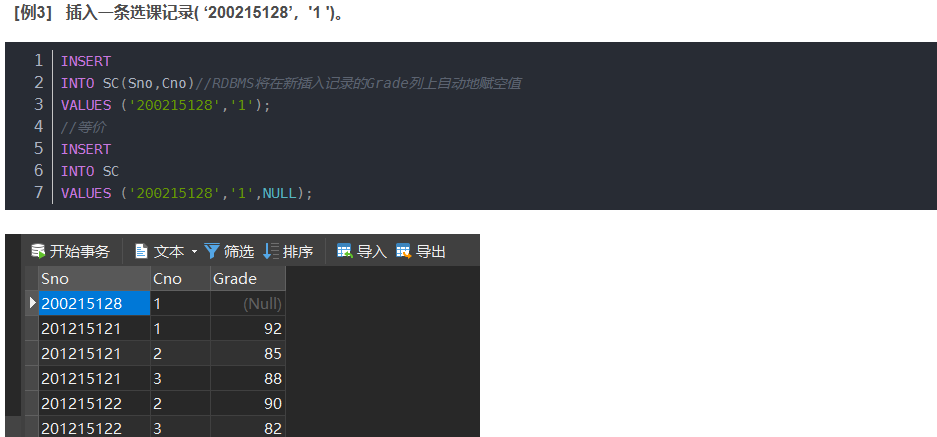 [例3] 插入一条选课记录( ‘200215128’，'1 ')。
1 INSERT
2 INTO SC(Sno,Cno)//RDBMS将在新插入记录的Grade列上自动地赋空值
3 VALUES ('200215128','1');
4 //等价
5 INSERT
6 INTO SC
7 VALUES ('200215128','1',NULL);
开始事务 文本 筛选 排序 导入 导出
Sno Cno Grade
200215128 1 (Null)
201215121 1 92
201215121 2 85
201215121 3 88
201215122 2 90
201215122 3 82